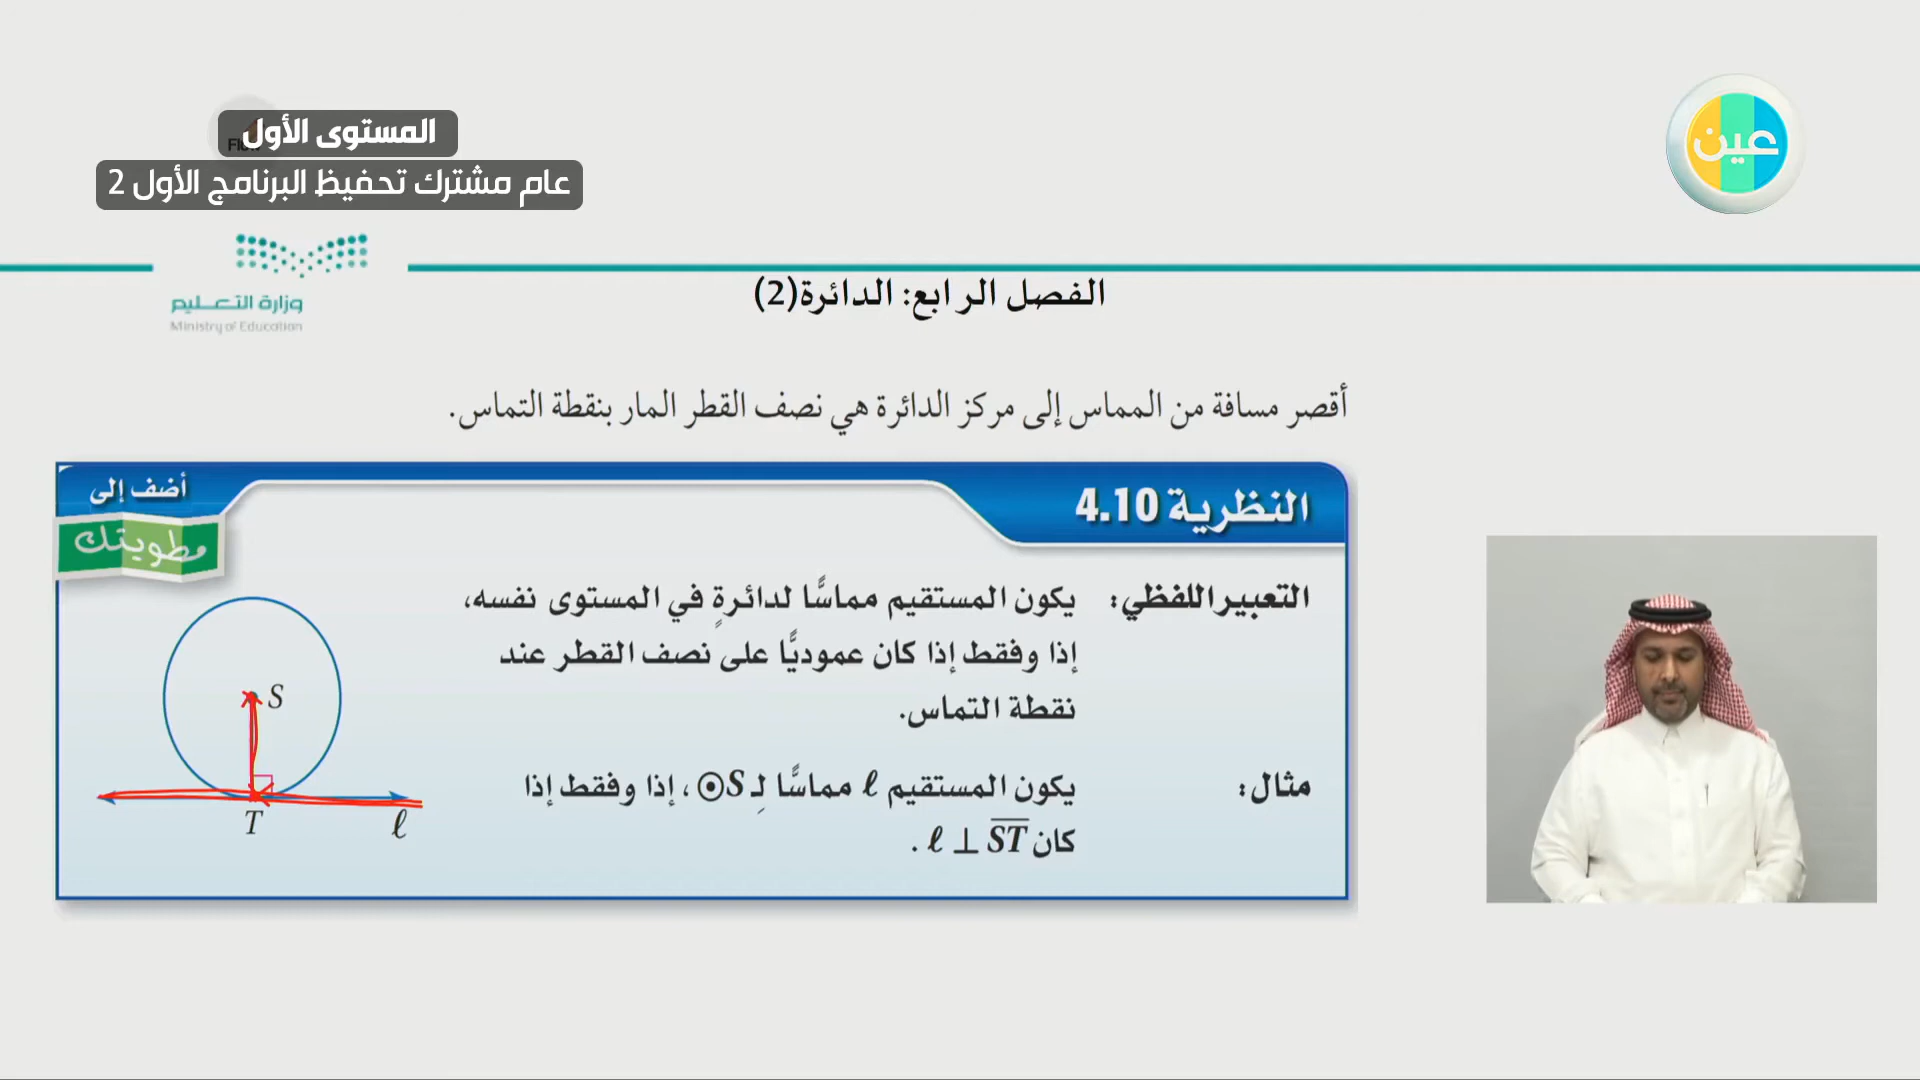 المستوى الأول
عام مشترك تحفيظ البرنامج الأول 2
عين
وزارة التعليم
Ministry of Education
الفصل الرابع: الدائرة(2)
أقصر مسافة من المماس إلى مركز الدائرة هي نصف القطر المار بنقطة التماس.
النظرية 4.10
أضف إلى
مطويتك
التعبير اللفظي: يكون المستقيم مماسًّا لدائرةٍ في المستوى نفسه،
إذا وفقط إذا كان عموديًّا على نصف القطر عند
نقطة التماس.
مثال: يكون المستقيم ℓ مماسًّا لِـ ⊙S ، إذا وفقط إذا
كان ℓ ⊥ S̅T̅ .
S
T
ℓ